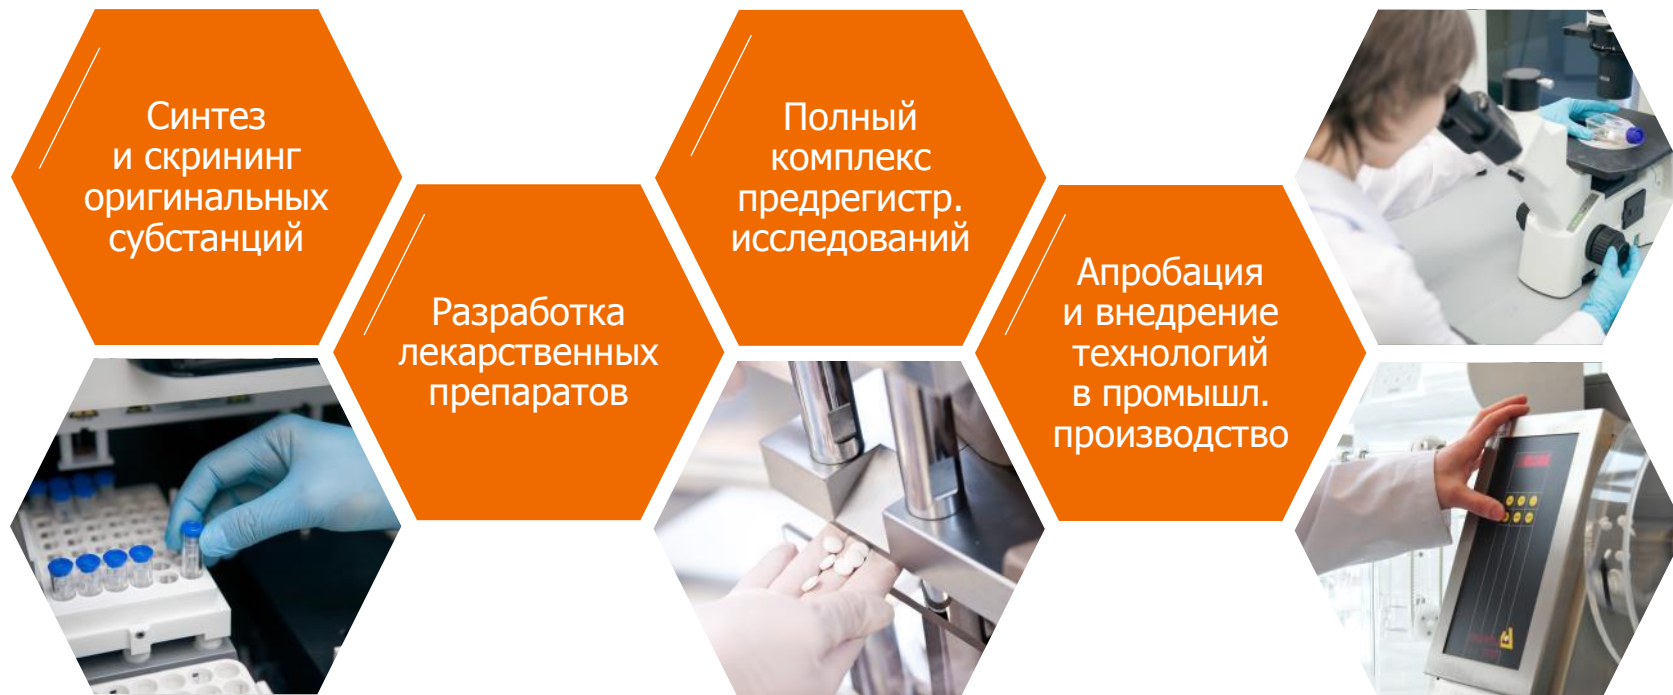 Синтез
и скрининг
оригинальных
субстанций
Разработка
лекарственных
препаратов
Полный
комплекс
предрегистр.
исследований
Апробация
и внедрение
технологий
в промышл.
производство